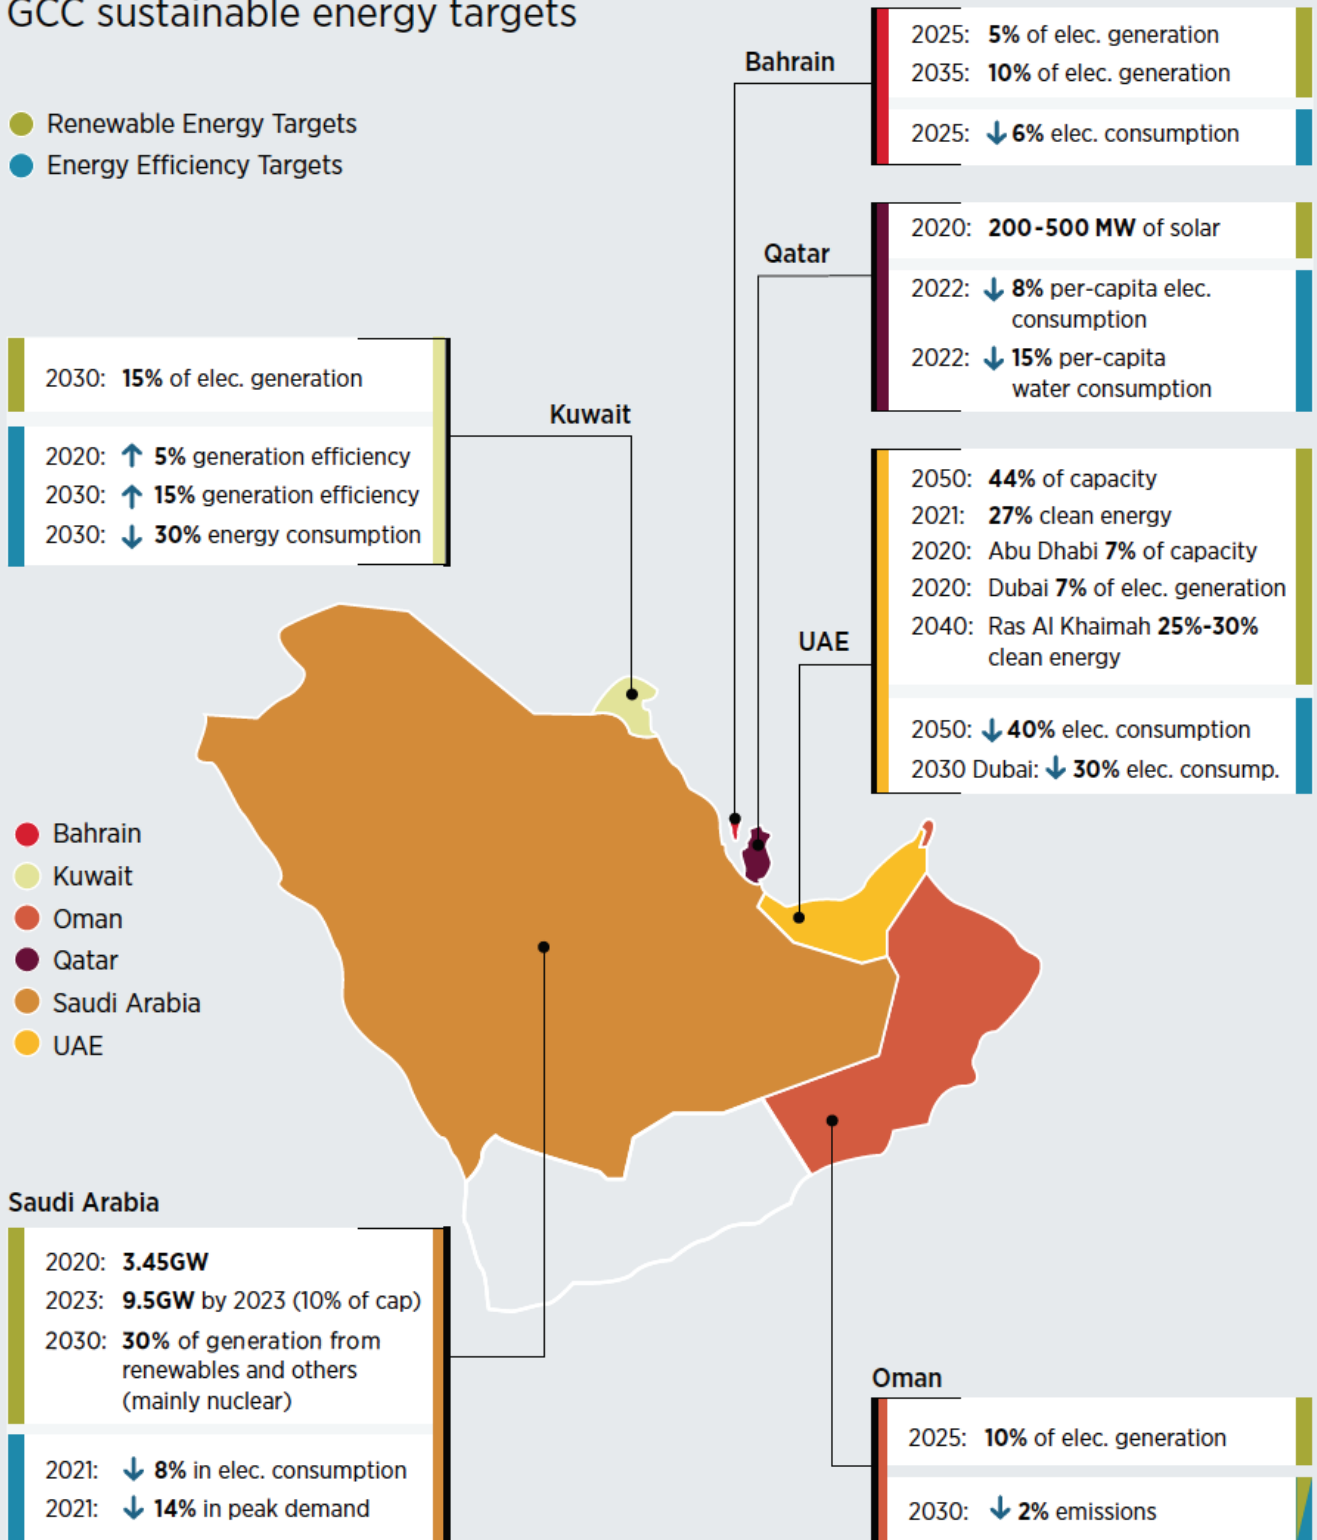 GCC sustainable energy targets
Renewable Energy Targets
Energy Efficiency Targets
Bahrain
2025: 5% of elec. generation
2035: 10% of elec. generation
2025: ↓ 6% elec. consumption
Qatar
2020: 200-500 MW of solar
2022: ↓ 8% per-capita elec.
consumption
2022: ↓ 15% per-capita
water consumption
Kuwait
2030: 15% of elec. generation
2020: ↑ 5% generation efficiency
2030: ↑ 15% generation efficiency
2030: ↓ 30% energy consumption
UAE
2050: 44% of capacity
2021: 27% clean energy
2020: Abu Dhabi 7% of capacity
2020: Dubai 7% of elec. generation
2040: Ras Al Khaimah 25%-30%
clean energy
2050: ↓ 40% elec. consumption
2030 Dubai: ↓ 30% elec. consump.
Bahrain
Kuwait
Oman
Qatar
Saudi Arabia
UAE
Saudi Arabia
2020: 3.45GW
2023: 9.5GW by 2023 (10% of cap)
2030: 30% of generation from
renewables and others
(mainly nuclear)
2021: ↓ 8% in elec. consumption
2021: ↓ 14% in peak demand
Oman
2025: 10% of elec. generation
2030: ↓ 2% emissions